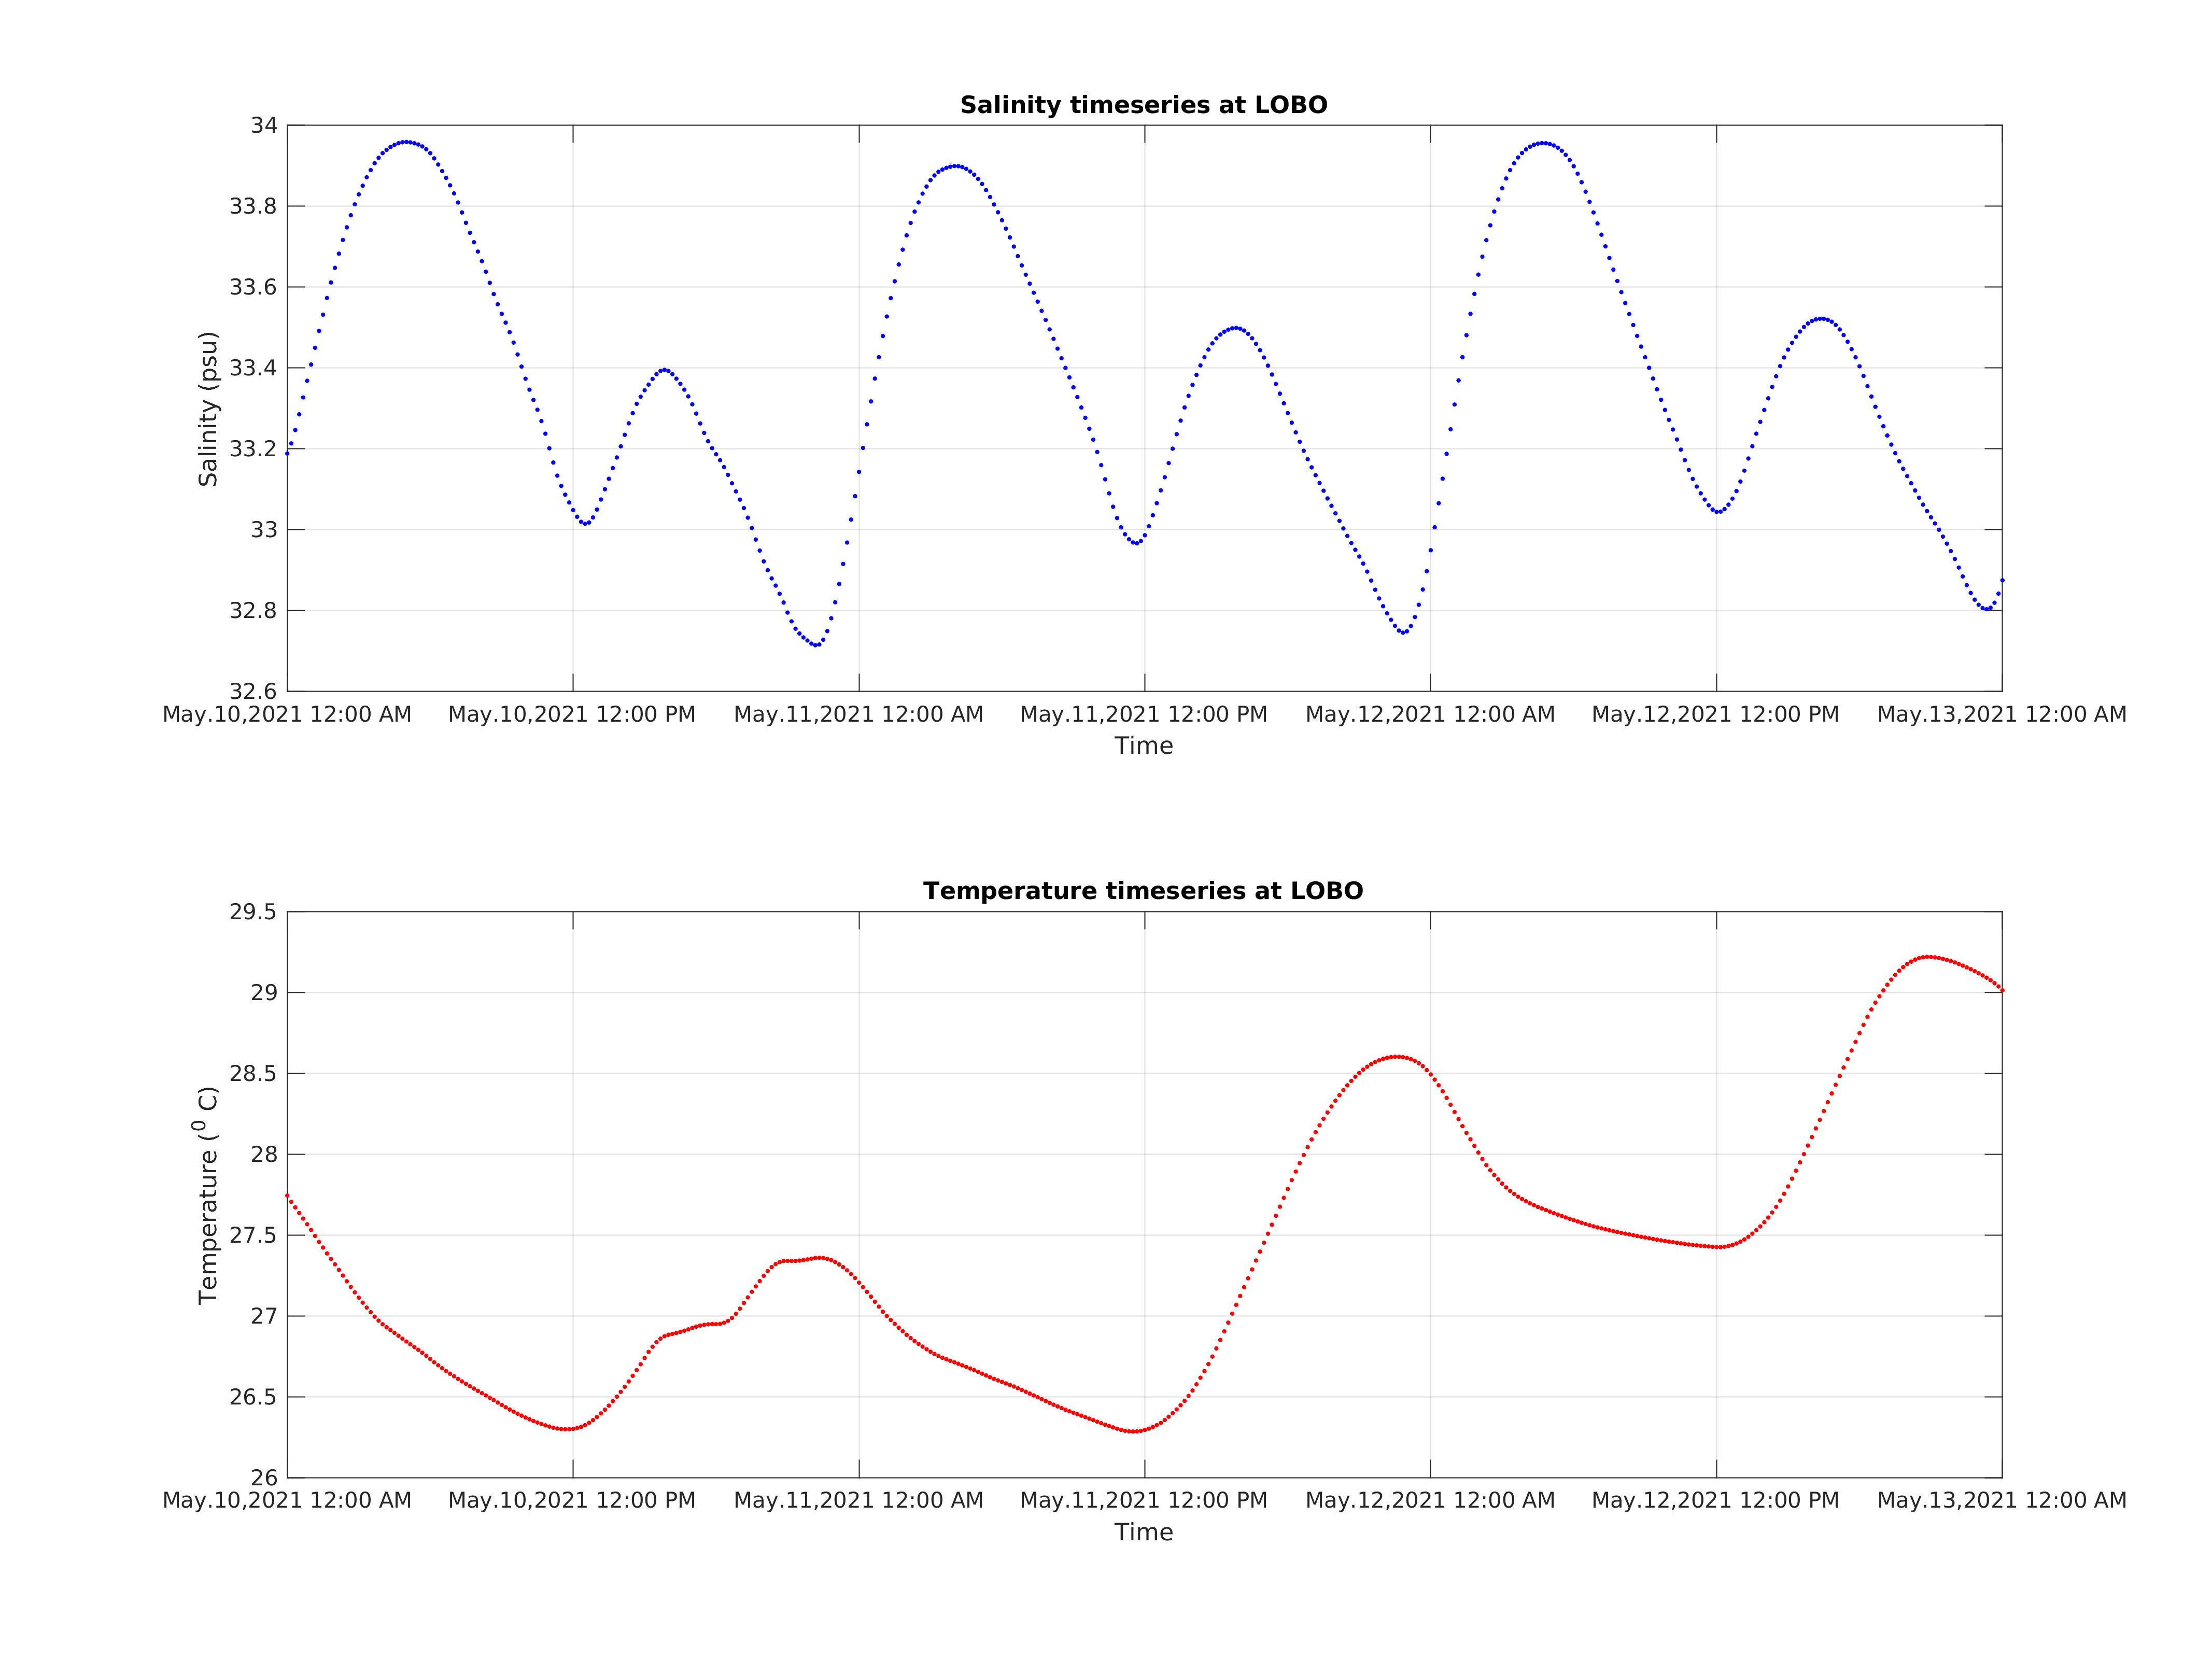 Salinity timeseries at LOBO
34
33.8
33.6
33.4
33.2
33
32.8
32.6
Salinity (psu)
May.10,2021 12:00 AM May.10,2021 12:00 PM May.11,2021 12:00 AM May.11,2021 12:00 PM May.12,2021 12:00 AM May.12,2021 12:00 PM May.13,2021 12:00 AM
Time
Temperature timeseries at LOBO
29.5
29
28.5
28
27.5
27
26.5
26
Temperature (⁰ C)
May.10,2021 12:00 AM May.10,2021 12:00 PM May.11,2021 12:00 AM May.11,2021 12:00 PM May.12,2021 12:00 AM May.12,2021 12:00 PM May.13,2021 12:00 AM
Time